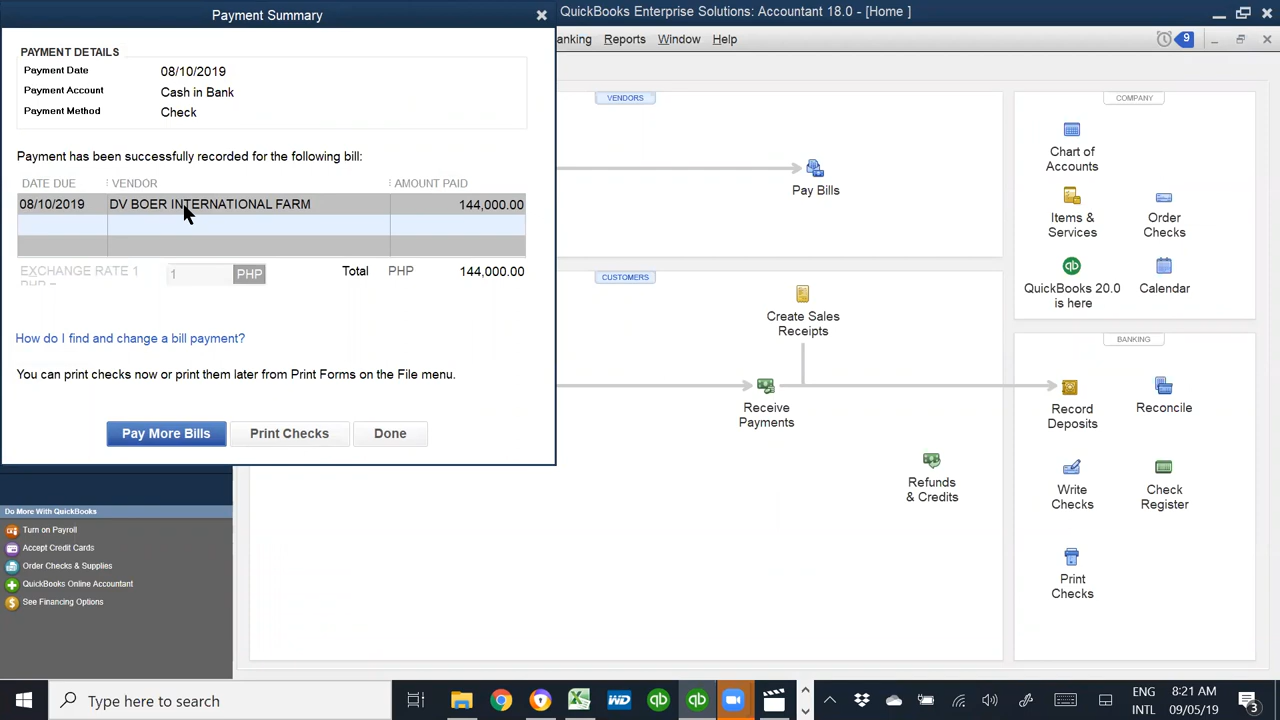 Payment Summary
QuickBooks Enterprise Solutions: Accountant 18.0 - [Home ]
anking Reports Window Help
9
PAYMENT DETAILS
Payment Date 08/10/2019
Payment Account Cash in Bank
Payment Method Check
Payment has been successfully recorded for the following bill:
DATE DUE VENDOR AMOUNT PAID
08/10/2019 DV BOER INTERNATIONAL FARM 144,000.00
EXCHANGE RATE 1
PHP =
1 PHP
Total PHP 144,000.00
How do I find and change a bill payment?
You can print checks now or print them later from Print Forms on the File menu.
Pay More Bills Print Checks Done
VENDORS
Pay Bills
CUSTOMERS
Create Sales
Receipts
Receive
Payments
Refunds
& Credits
COMPANY
Chart of
Accounts
Items &
Services
Order
Checks
QuickBooks 20.0
is here
Calendar
BANKING
Record
Deposits
Reconcile
Write
Checks
Check
Register
Print
Checks
Do More With QuickBooks
Turn on Payroll
Accept Credit Cards
Order Checks & Supplies
QuickBooks Online Accountant
See Financing Options
Type here to search
WD
qb
qb
ENG
INTL
8:21 AM
09/05/19
3